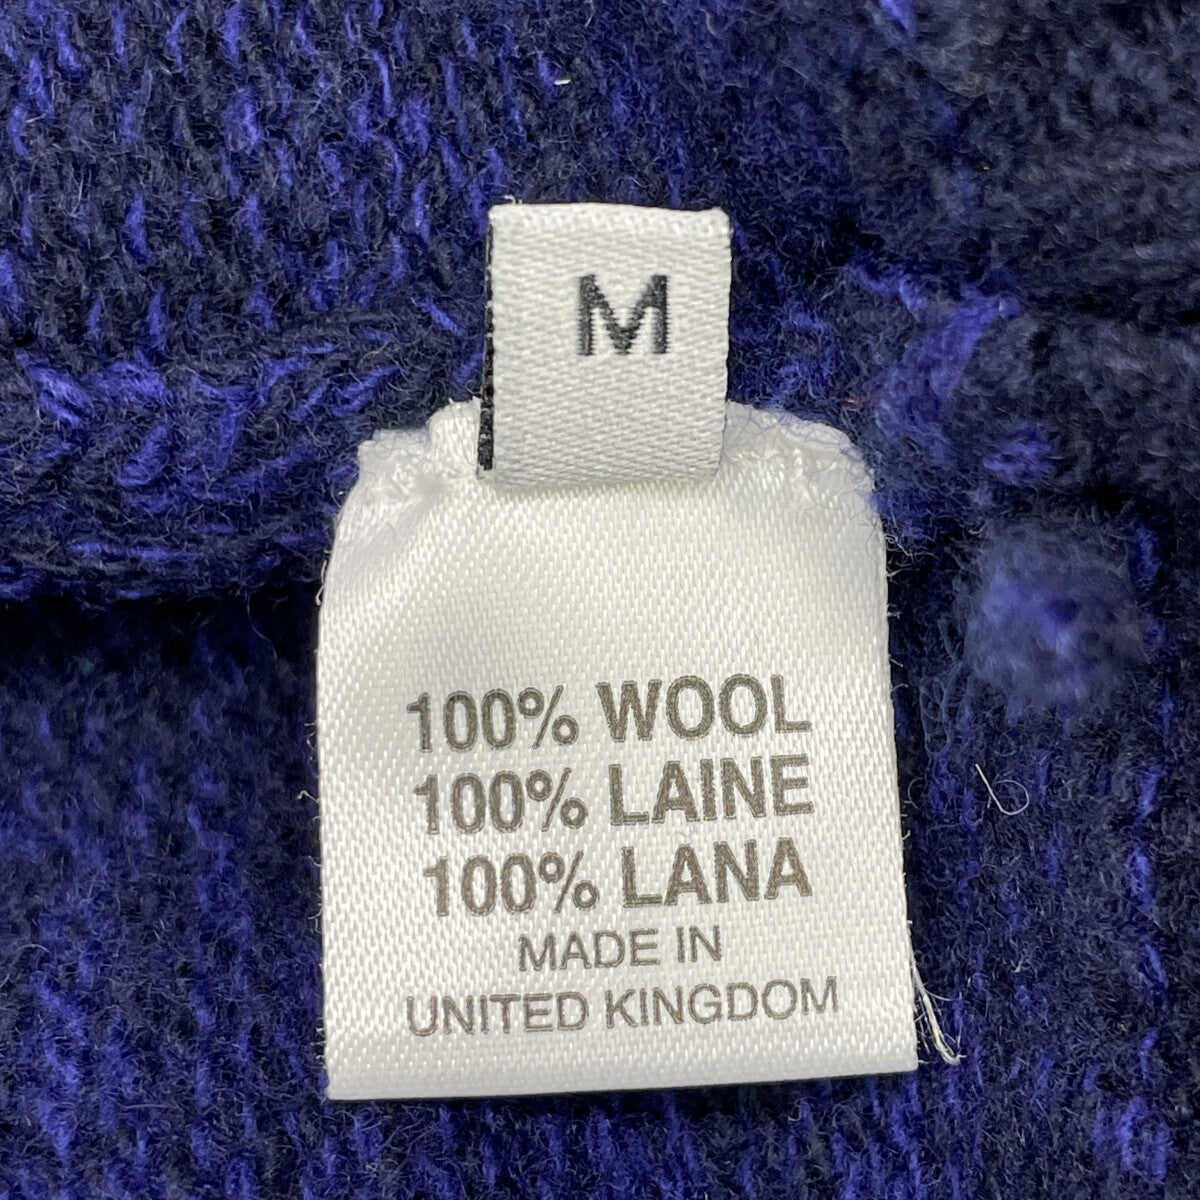 M
100% WOOL
100% LAINE
100% LANA
MADE IN
UNITED KINGDOM